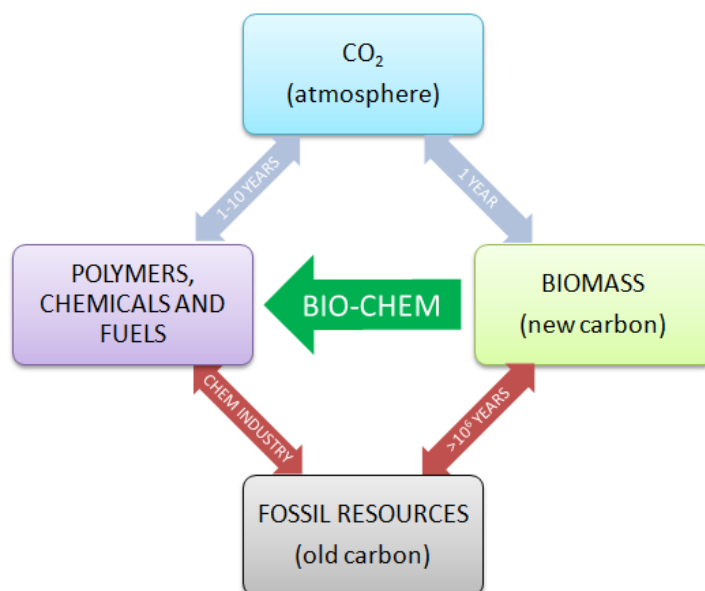 CO₂
(atmosphere)
1-10 YEARS
1 YEAR
POLYMERS,
CHEMICALS AND
FUELS
BIO-CHEM
BIOMASS
(new carbon)
CHEM INDUSTRY
>10⁶ YEARS
FOSSIL RESOURCES
(old carbon)